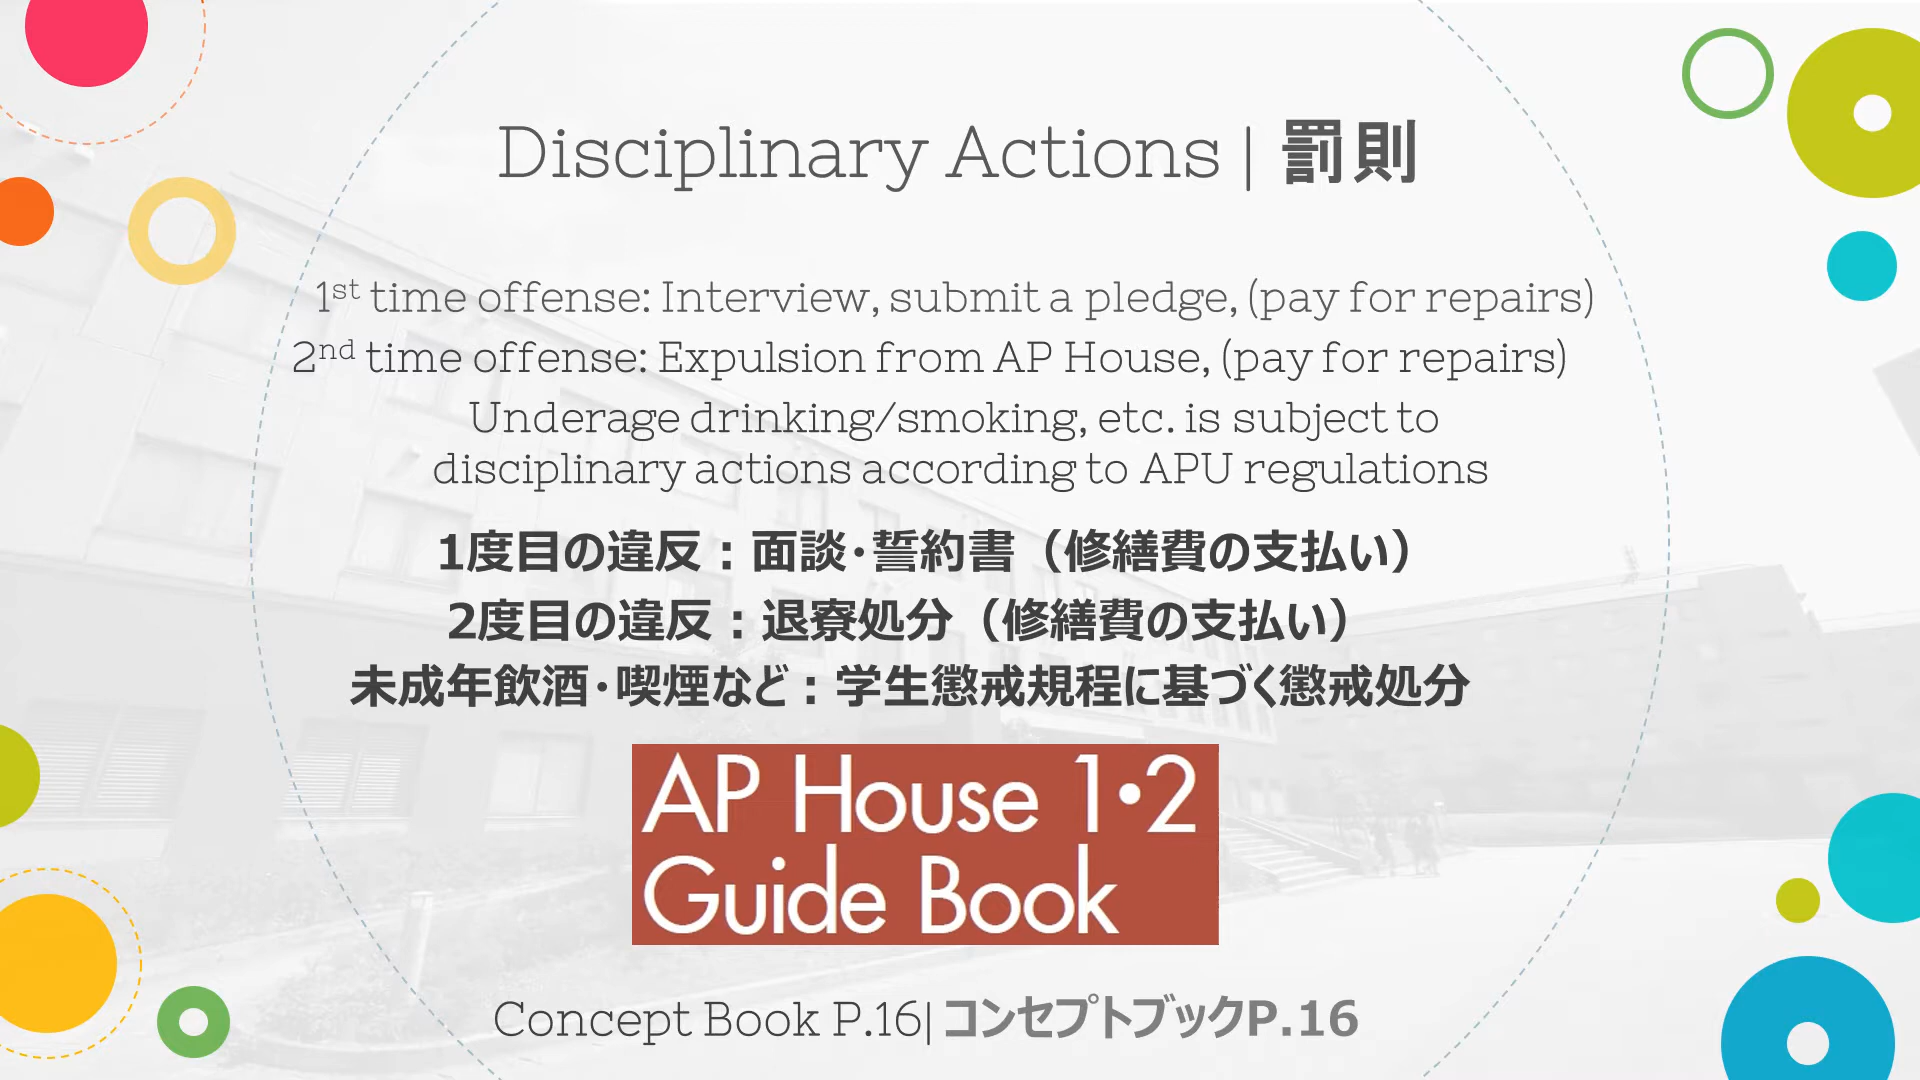 Disciplinary Actions | 罰則
1st time offense: Interview, submit a pledge, (pay for repairs)
2nd time offense: Expulsion from AP House, (pay for repairs)
Underage drinking/smoking, etc. is subject to
disciplinary actions according to APU regulations
1度目の違反：面談・誓約書（修繕費の支払い）
2度目の違反：退寮処分（修繕費の支払い）
未成年飲酒・喫煙など：学生懲戒規程に基づく懲戒処分
AP House 1•2
Guide Book
Concept Book P.16| コンセプトブックP.16